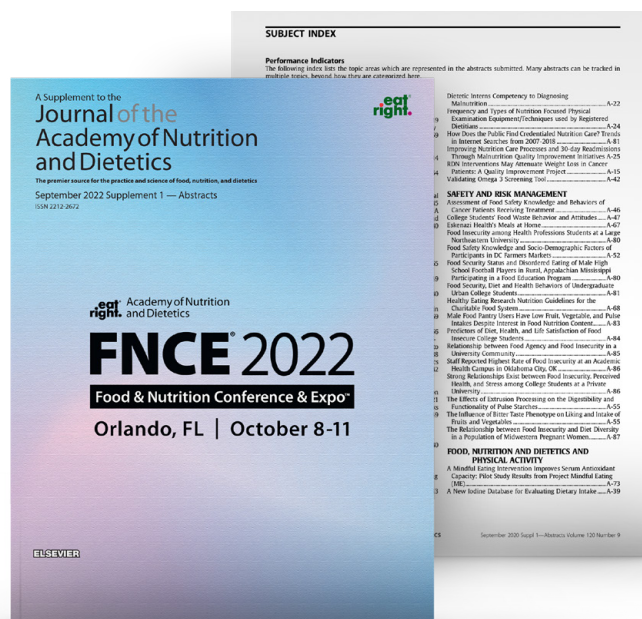 A Supplement to the
Journal of the
Academy of Nutrition
and Dietetics
The premier source for the practice and science of food, nutrition, and dietetics
September 2022 Supplement 1 — Abstracts
ISSN 2212-2672
eat
right.
eat
right.
Academy of Nutrition
and Dietetics
FNCE® 2022
Food & Nutrition Conference & Expo™
Orlando, FL | October 8-11
ELSEVIER
SUBJECT INDEX
Performance Indicators
The following index lists the topic areas which are represented in the abstracts submitted. Many abstracts can be tracked in
multiple topics, beyond how they are categorized here.
Dietetic Intern Competency to Diagnosing
Malnutrition A-22
Frequency and Types of Nutrition Focused Physical
Examination Equipment/Techniques used by Registered
Dietitians A-24
How Does the Public Find Credentialed Nutrition Care? Trends
in Internet Searches from 2007-2018 A-81
Improving Nutrition Care Processes and 30-day Readmissions
Through Malnutrition Quality Improvement Initiatives A-25
RDN Interventions May Attenuate Weight Loss in Cancer
Patients: A Quality Improvement Project A-15
Validating Omega 3 Screening Tool A-42
SAFETY AND RISK MANAGEMENT
Assessment of Food Safety Knowledge and Behaviors of
Cancer Patients Receiving Treatment A-46
College Students' Food Waste Behavior and Attitudes A-47
Eskenazi Health's Meals at Home A-67
Food Insecurity among Health Professions Students at a Large
Northeastern University A-80
Food Safety Knowledge and Socio-Demographic Factors of
Participants in DC Farmers Markets A-52
Food Security Status and Disordered Eating of Male High
School Football Players in Rural, Appalachian Mississippi
Participating in a Food Education Program A-80
Food Security, Diet and Health Behaviors of Undergraduate
Urban College Students A-81
Healthy Eating Research Nutrition Guidelines for the
Charitable Food System A-68
Male Food Pantry Users Have Low Fruit, Vegetable, and Pulse
Intakes Despite Interest in Food Nutrition Content A-83
Predictors of Diet, Health, and Life Satisfaction of Food
Insecure College Students A-84
Relationship between Food Agency and Food Insecurity in a
University Community A-85
Staff Reported Highest Rate of Food Insecurity at an Academic
Health Campus in Oklahoma City, OK A-86
Strong Relationships Exist between Food Insecurity, Perceived
Health, and Stress among College Students at a Private
University A-86
The Effects of Extrusion Processing on the Digestibility and
Functionality of Pulse Starches A-55
The Influence of Bitter Taste Phenotype on Liking and Intake of
Fruits and Vegetables A-55
The Relationship between Food Insecurity and Diet Diversity
in a Population of Midwestern Pregnant Women A-87
FOOD, NUTRITION AND DIETETICS AND
PHYSICAL ACTIVITY
A Mindful Eating Intervention Improves Serum Antioxidant
Capacity: Pilot Study Results from Project Mindful Eating
(ME) A-73
A New Iodine Database for Evaluating Dietary Intake A-39
September 2020 Suppl 1—Abstracts Volume 120 Number 9